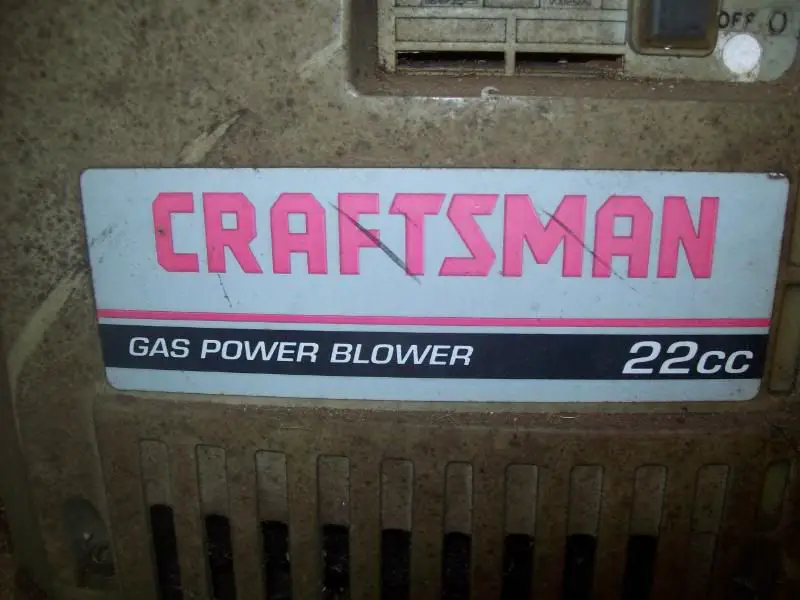 OFF O
CRAFTSMAN
GAS POWER BLOWER 22cc